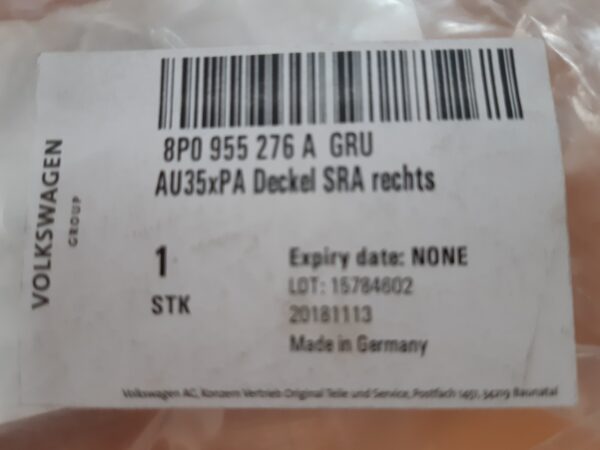 VOLKSWAGEN
GROUP
8P0 955 276 A GRU
AU35xPA Deckel SRA rechts
1
STK
Expiry date: NONE
LOT: 15784602
20181113
Made in Germany
Volkswagen AG, Konzern Vertrieb Original Teile und Service, Postfach 1457, 34219 Baunatal